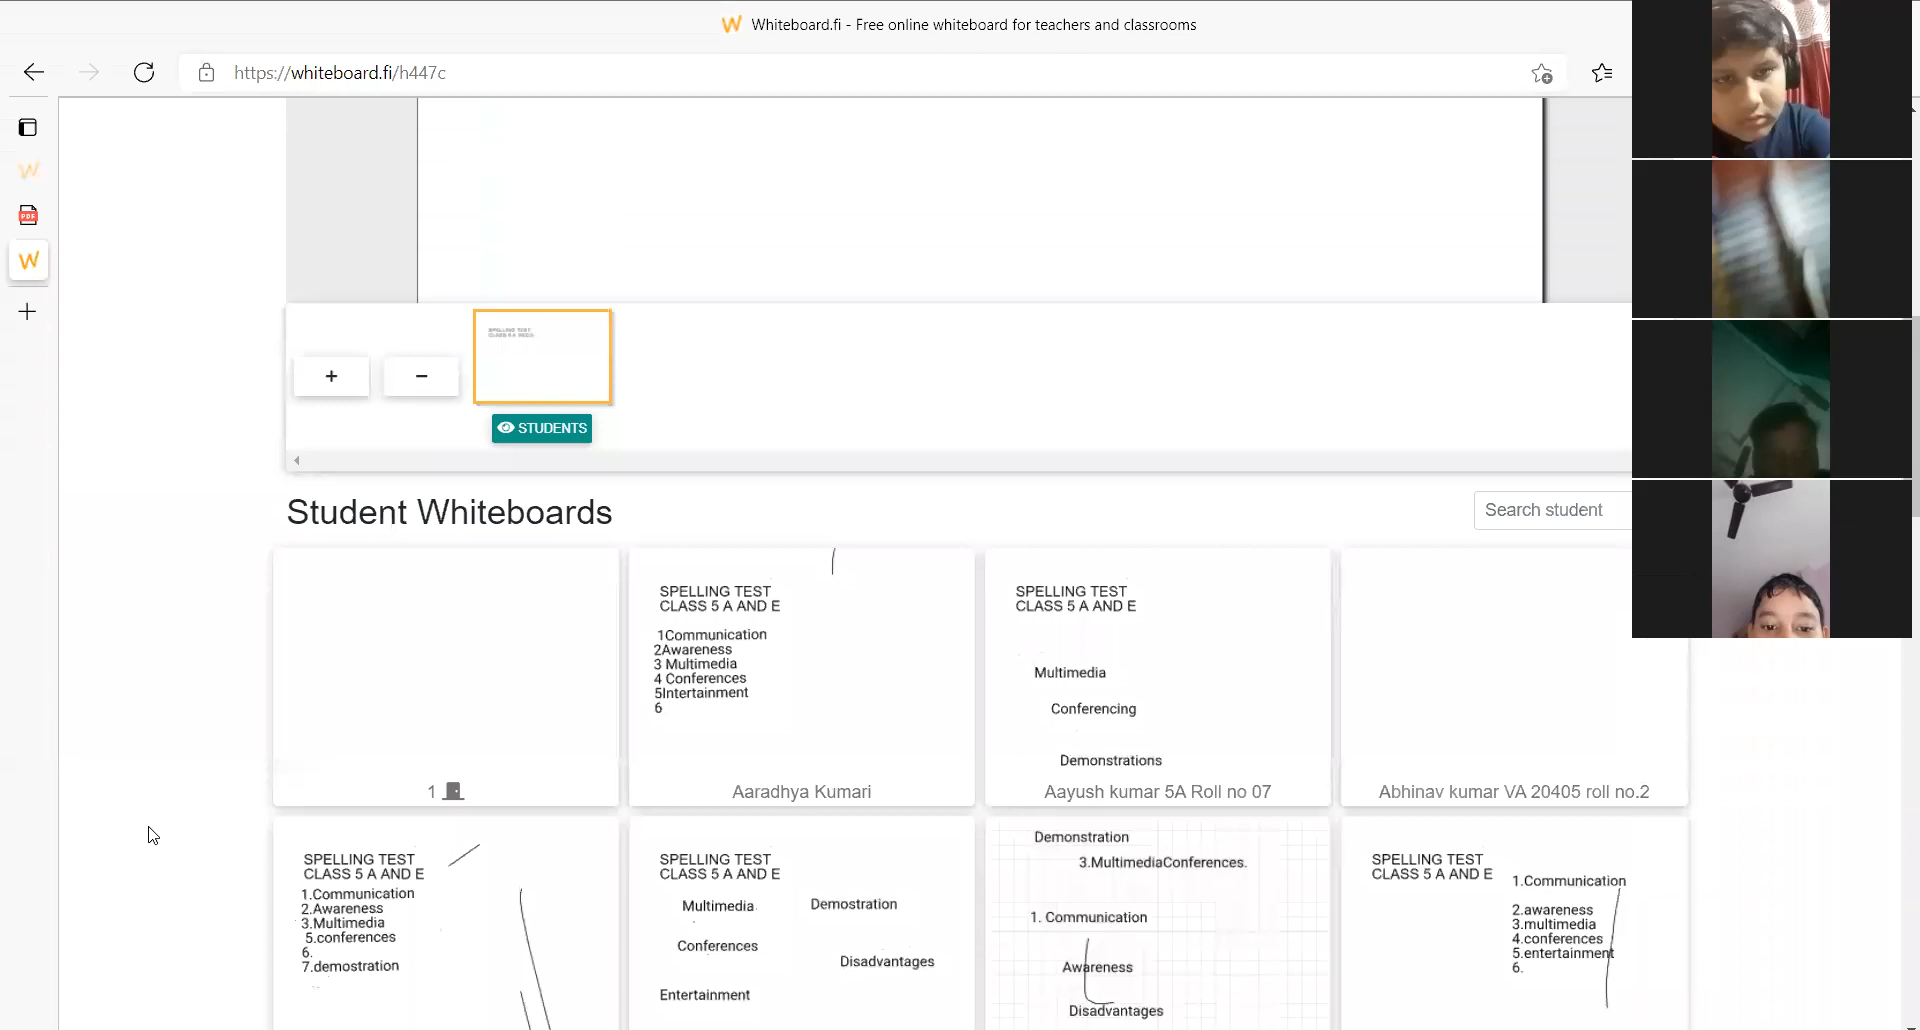 Whiteboard.fi - Free online whiteboard for teachers and classrooms
https://whiteboard.fi/h447c
PDF
+
-
SPELLING TEST
STUDENTS
Student Whiteboards
Search student
1
SPELLING TEST
CLASS 5 A AND E
1Communication
2Awareness
3 Multimedia
4 Conferences
5Intertainment
6
Aaradhya Kumari
SPELLING TEST
CLASS 5 A AND E
Multimedia
Conferencing
Demonstrations
Aayush kumar 5A Roll no 07
Abhinav kumar VA 20405 roll no.2
SPELLING TEST
CLASS 5 A AND E
1.Communication
2.Awareness
3.Multimedia
5.conferences
6.
7.demostration
SPELLING TEST
CLASS 5 A AND E
Multimedia
Demostration
Conferences
Disadvantages
Entertainment
Demonstration
3.MultimediaConferences.
1. Communication
Awareness
Disadvantages
SPELLING TEST
CLASS 5 A AND E
1.Communication
2.awareness
3.multimedia
4.conferences
5.entertainment
6.